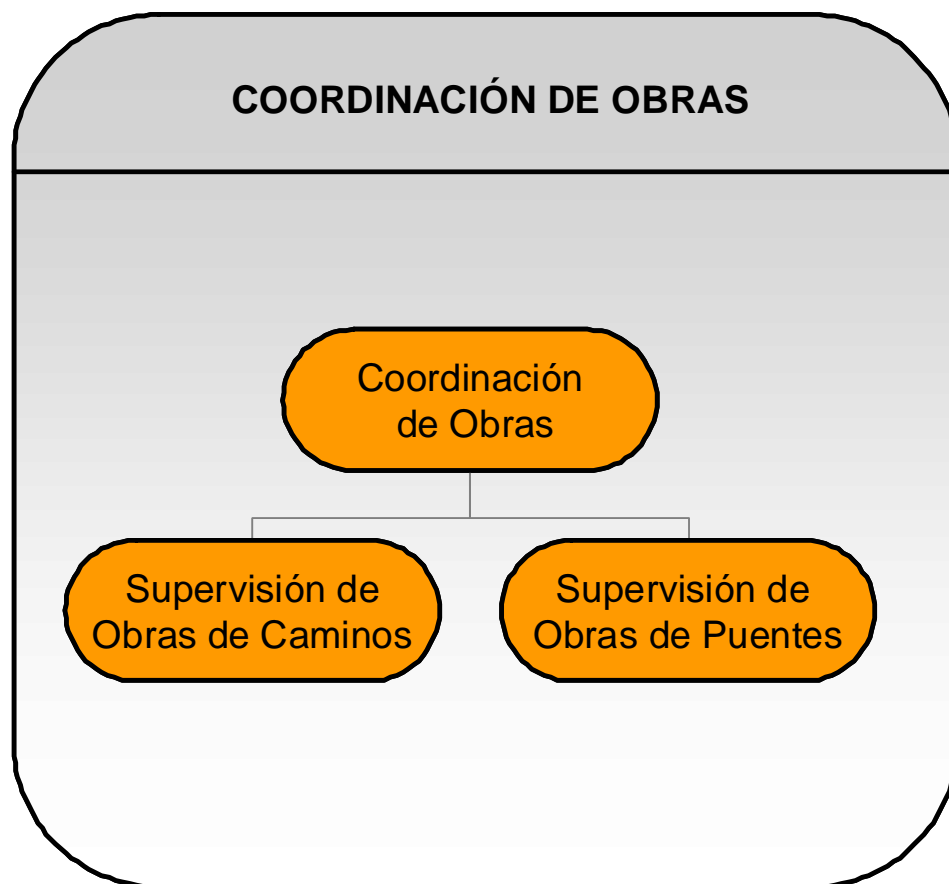 COORDINACIÓN DE OBRAS
Coordinación
de Obras
Supervisión de
Obras de Caminos
Supervisión de
Obras de Puentes